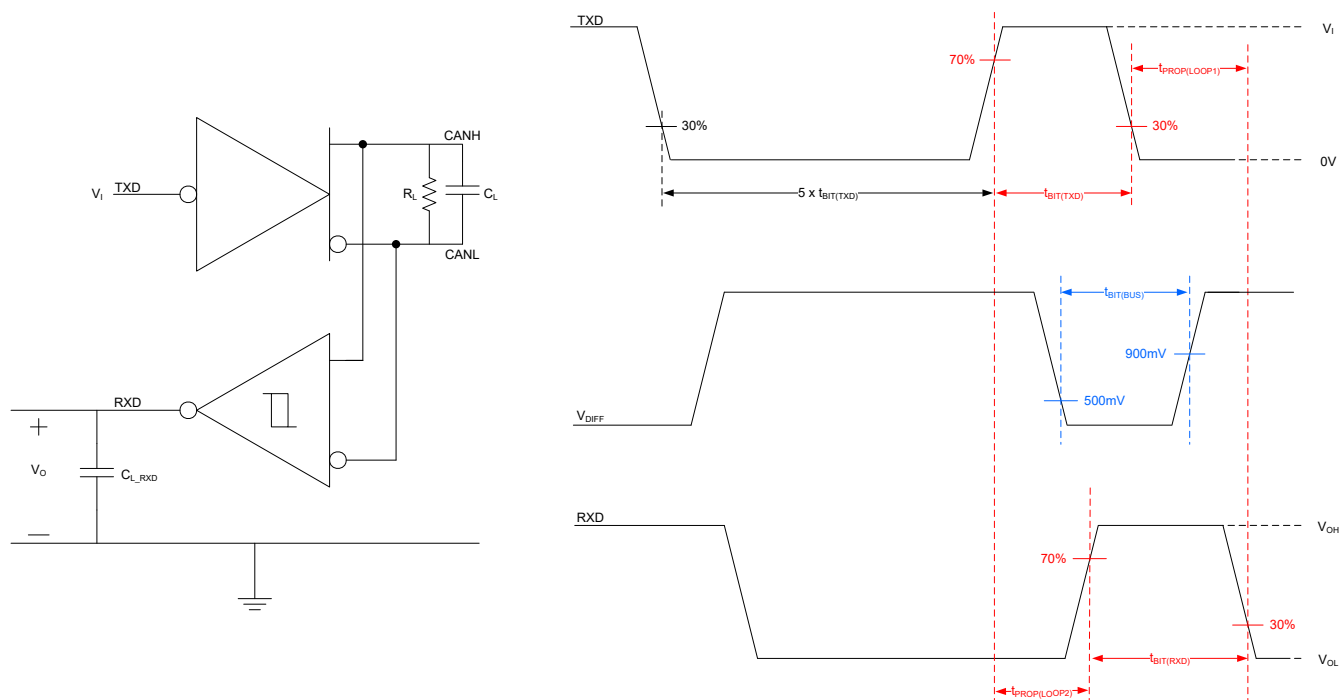 CANH
TXD
V_I
R_L
C_L
CANL
RXD
+
V_O
C_L_RXD
—
TXD
V_I
70%
t_PROP(LOOP1)
30%
30%
0V
5 x t_BIT(TXD)
t_BIT(TXD)
t_BIT(BUS)
900mV
500mV
V_DIFF
RXD
V_OH
70%
30%
t_BIT(RXD)
V_OL
t_PROP(LOOP2)